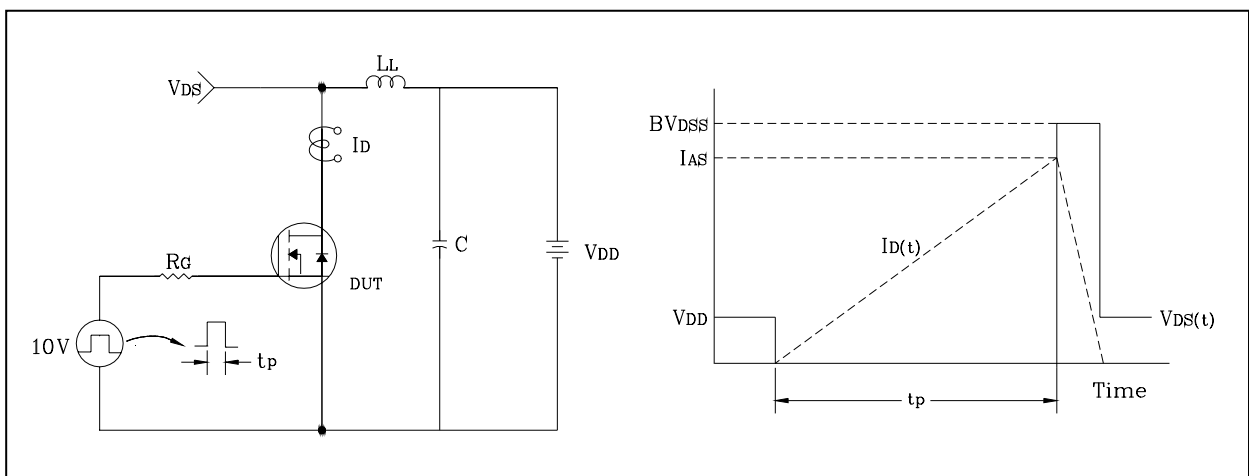 LL
VDS
ID
RG
DUT
C
VDD
10V
tp
BVDSS
IAS
ID(t)
VDD
VDS(t)
Time
tp